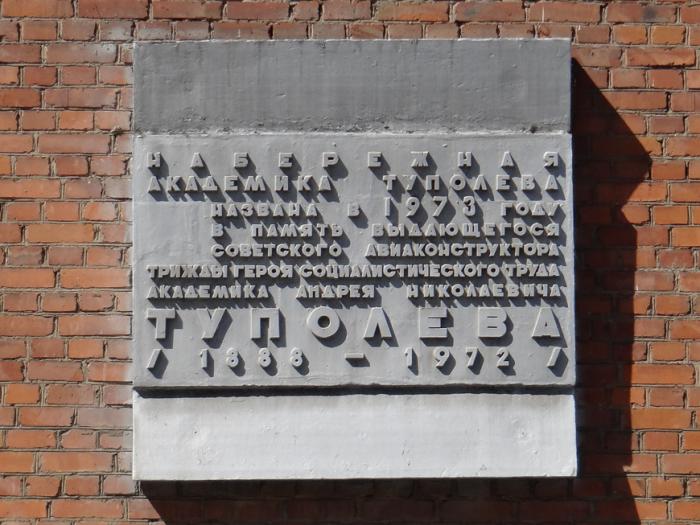 НАБЕРЕЖНАЯ
АКАДЕМИКА ТУПОЛЕВА
НАЗВАНА В 1973 ГОДУ
В ПАМЯТЬ ВЫДАЮЩЕГОСЯ
СОВЕТСКОГО АВИАКОНСТРУКТОРА
ТРИЖДЫ ГЕРОЯ СОЦИАЛИСТИЧЕСКОГО ТРУДА
АКАДЕМИКА АНДРЕЯ НИКОЛАЕВИЧА
ТУПОЛЕВА
/ 1888 – 1972 /